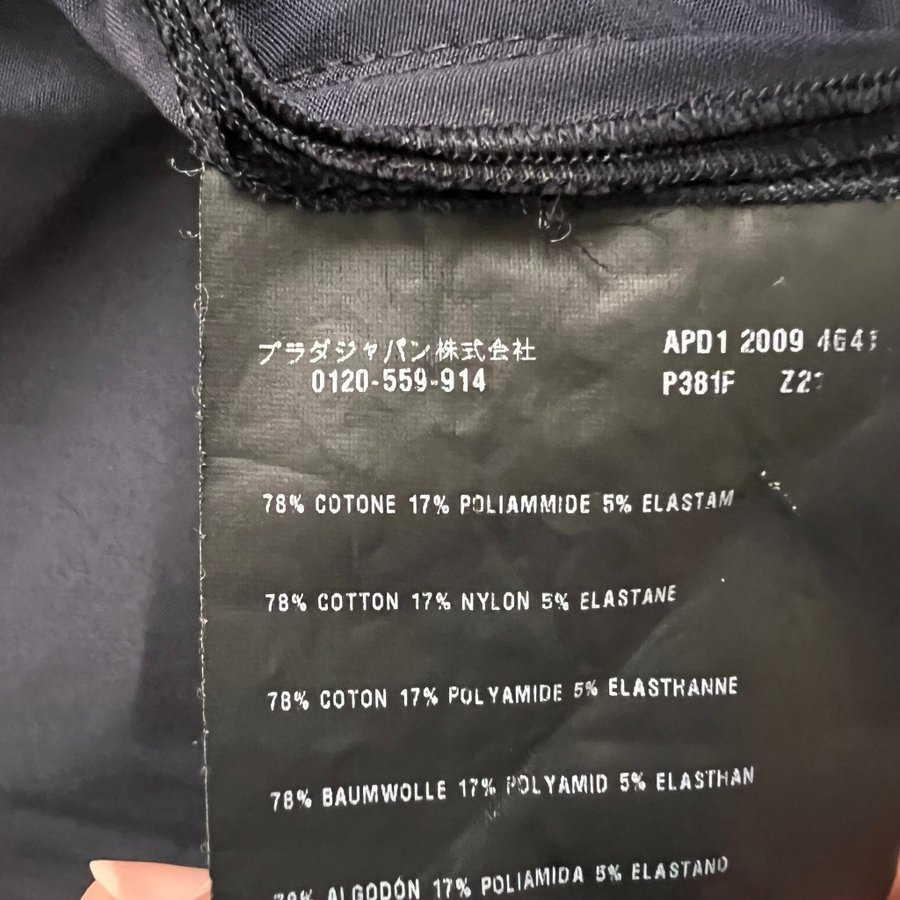 プラダジャパン株式会社
0120-559-914
APD1 2009
P381F
78% COTONE 17% POLIAMMIDE 5% ELASTAM
78% COTTON 17% NYLON 5% ELASTANE
78% COTON 17% POLYAMIDE 5% ELASTHANNE
78% BAUMWOLLE 17% POLYAMID 5% ELASTHAN
78% ALGODÓN 17% POLIAMIDA 5% ELASTANO